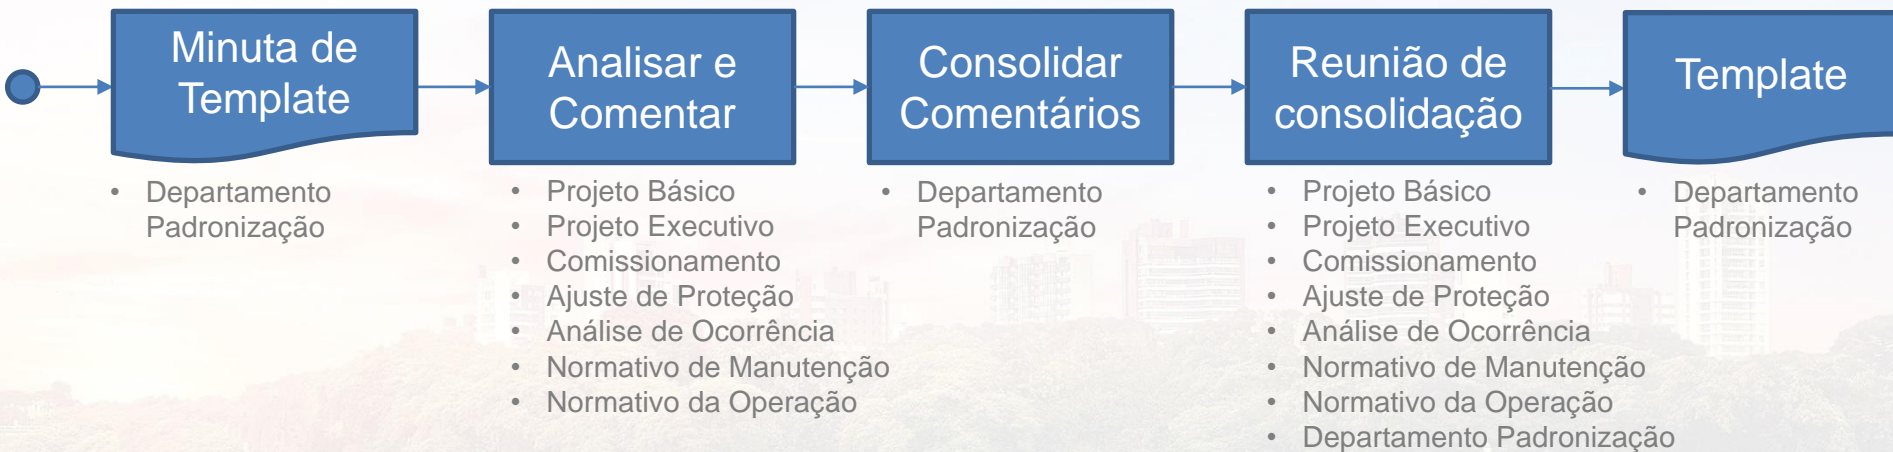 Minuta de
Template
Analisar e
Comentar
Consolidar
Comentários
Reunião de
consolidação
Template
• Departamento
Padronização
• Projeto Básico
• Projeto Executivo
• Comissionamento
• Ajuste de Proteção
• Análise de Ocorrência
• Normativo de Manutenção
• Normativo da Operação
• Departamento
Padronização
• Projeto Básico
• Projeto Executivo
• Comissionamento
• Ajuste de Proteção
• Análise de Ocorrência
• Normativo de Manutenção
• Normativo da Operação
• Departamento Padronização
• Departamento
Padronização